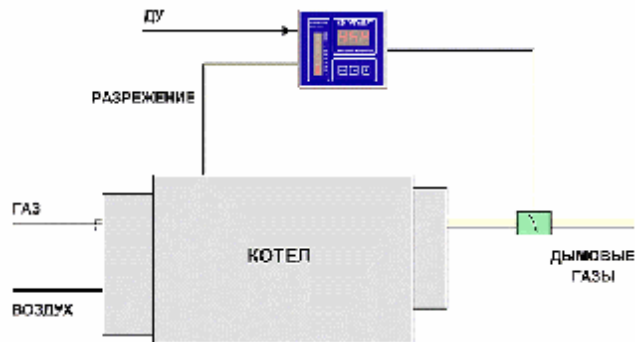 ДУ
РАЗРЕЖЕНИЕ
ГАЗ
КОТЕЛ
ВОЗДУХ
ДЫМОВЫЕ
ГАЗЫ